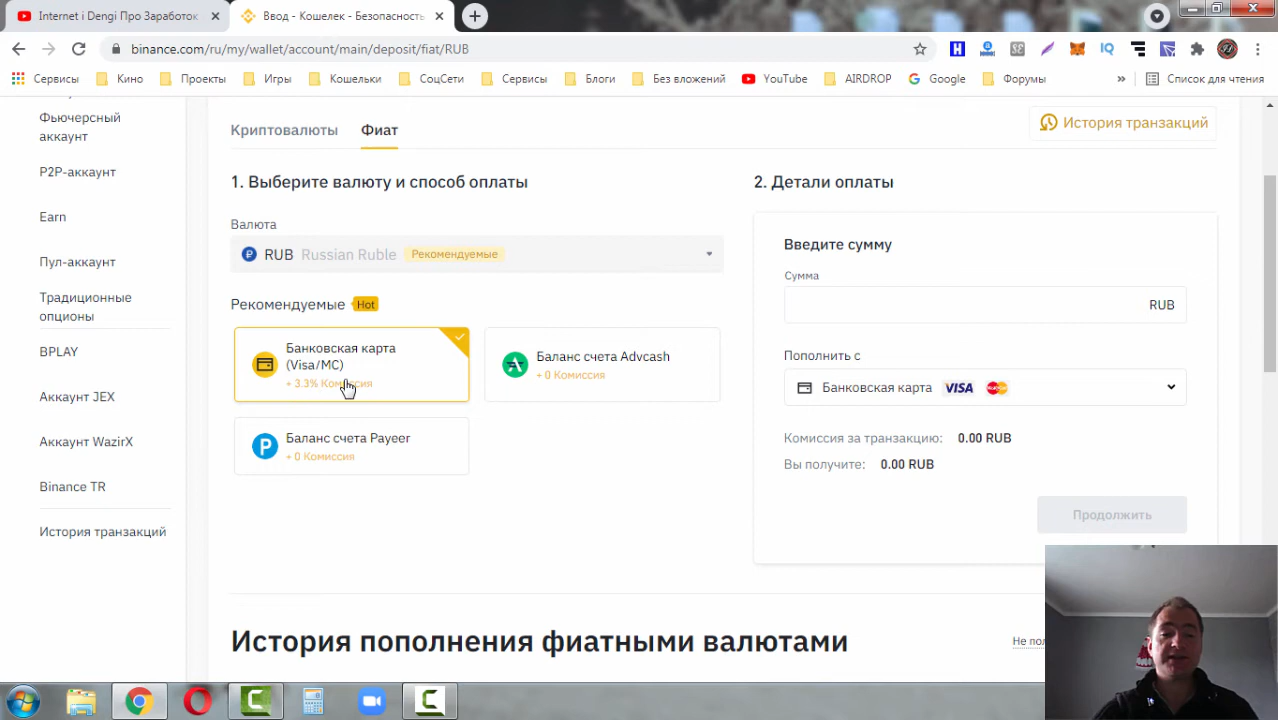 Internet i Dengi Про Заработок
Ввод - Кошелек - Безопасность
binance.com/ru/my/wallet/account/main/deposit/fiat/RUB
Сервисы Кино Проекты Игры Кошельки СоцСети Сервисы Блоги Без вложений YouTube AIRDROP Google Форумы » Список для чтения
Фьючерсный
аккаунт
P2P-аккаунт
Earn
Пул-аккаунт
Традиционные
опционы
BPLAY
Аккаунт JEX
Аккаунт WazirX
Binance TR
История транзакций
Криптовалюты Фиат
История транзакций
1. Выберите валюту и способ оплаты
Валюта
RUB Russian Ruble Рекомендуемые
Рекомендуемые Hot
Банковская карта
(Visa/MC)
+ 3.3% Комиссия
Баланс счета Advcash
+ 0 Комиссия
Баланс счета Payeer
+ 0 Комиссия
2. Детали оплаты
Введите сумму
Сумма
RUB
Пополнить с
Банковская карта VISA
Комиссия за транзакцию: 0.00 RUB
Вы получите: 0.00 RUB
Продолжить
История пополнения фиатными валютами
Не